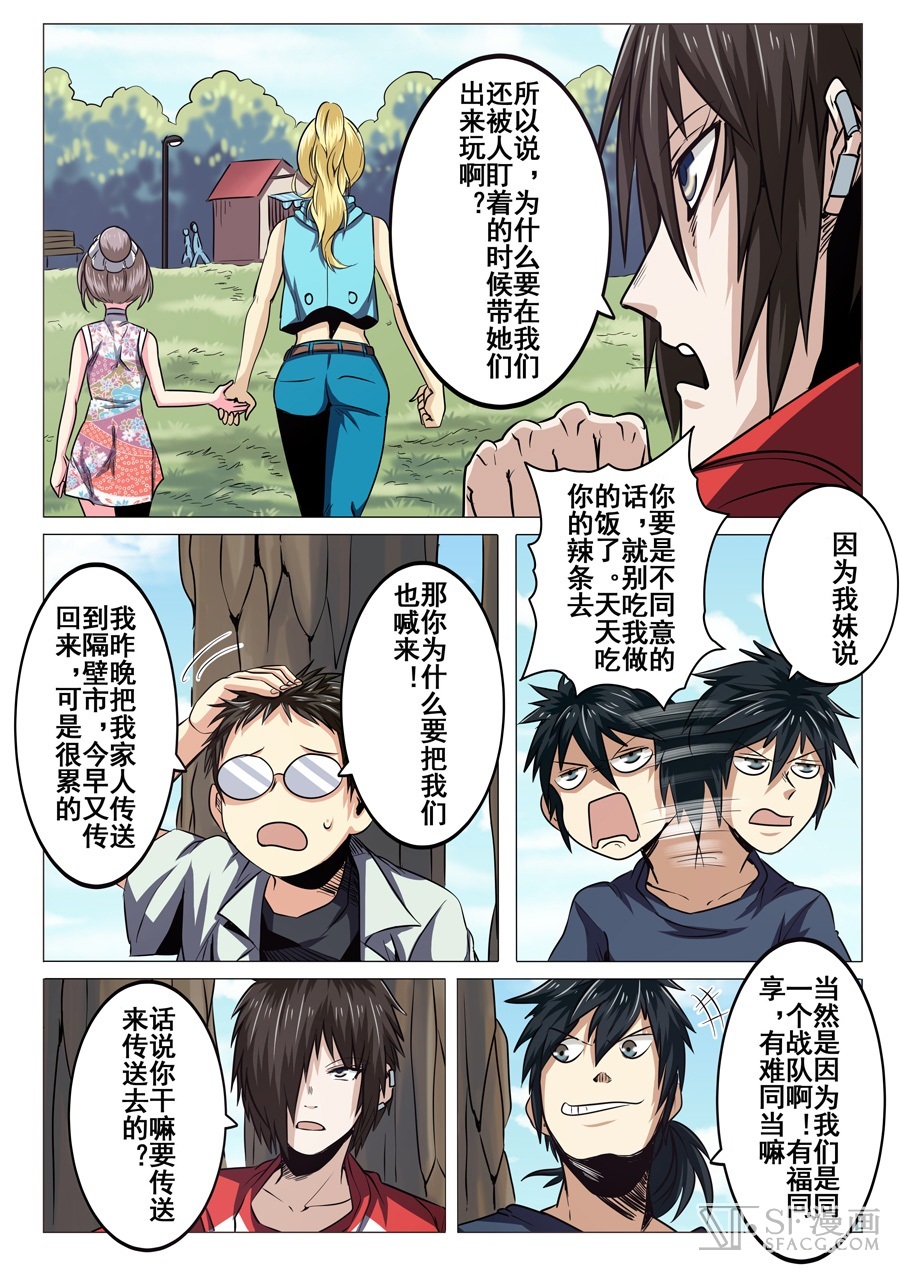 所以说，为什么要在我们
还被人盯着的时候带她们
出来玩啊？
因为我妹说
你要是不同意的
话，就别吃我做
的饭了。天天吃
你的辣条去
那你为什么要把我们
也喊来！
我昨晚把我家人传送
到隔壁市，今早又传
回来，可是很累的
当然是因为我们是同
一个战队啊！有福同
享，有难同当嘛
话说你干嘛要传送
来传送去的？
SF漫画
SFACG.COM